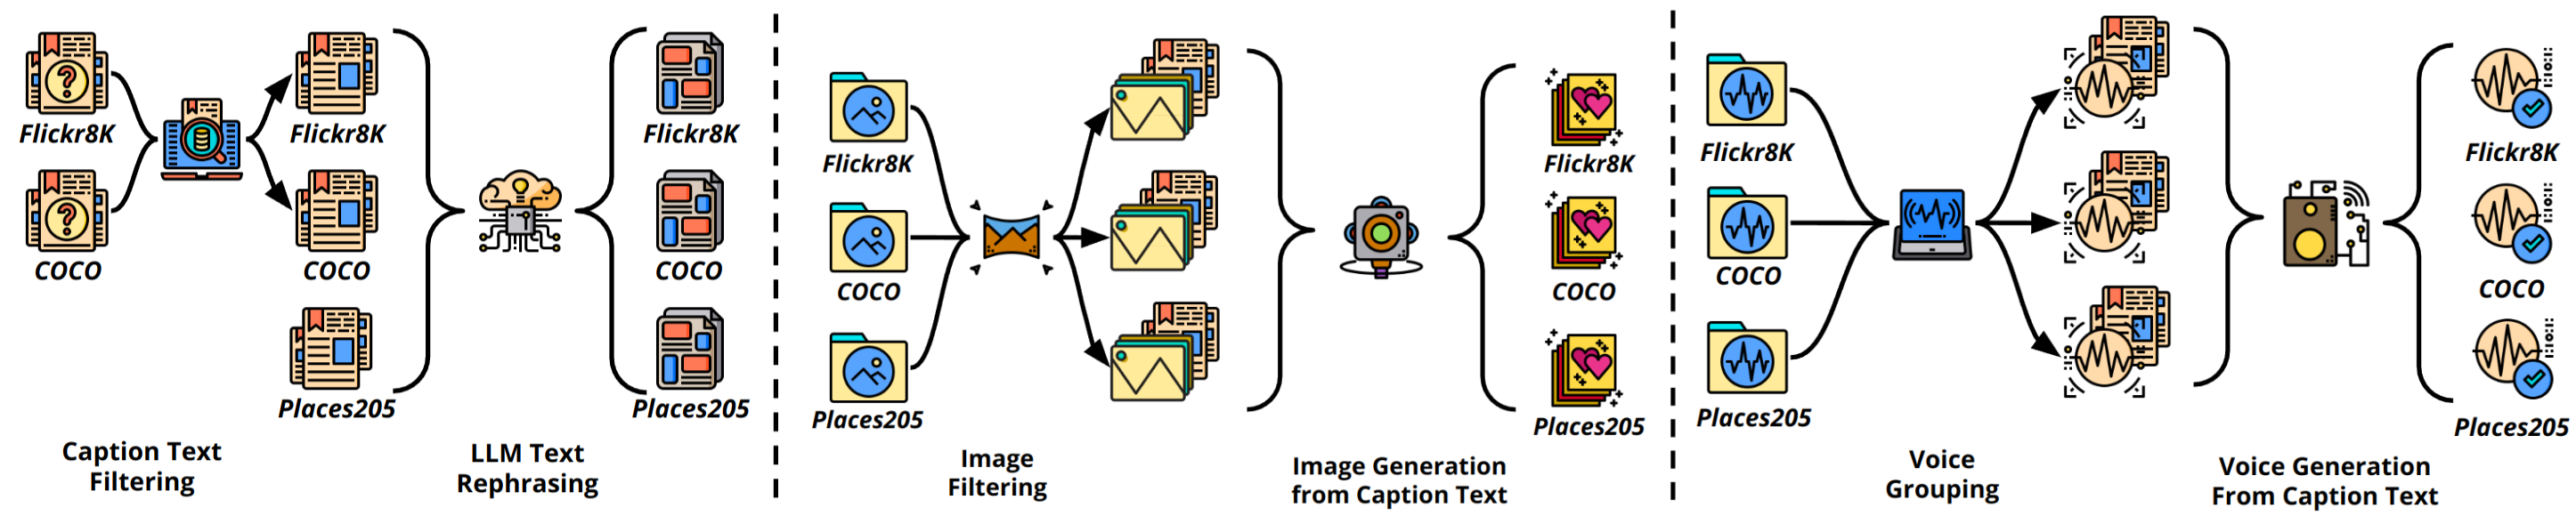 Flickr8K
COCO
Flickr8K
COCO
Places205
Flickr8K
COCO
Places205
Caption Text
Filtering
LLM Text
Rephrasing
Flickr8K
COCO
Places205
Flickr8K
COCO
Places205
Image
Filtering
Image Generation
from Caption Text
Flickr8K
COCO
Places205
Flickr8K
COCO
Places205
Voice
Grouping
Voice Generation
From Caption Text